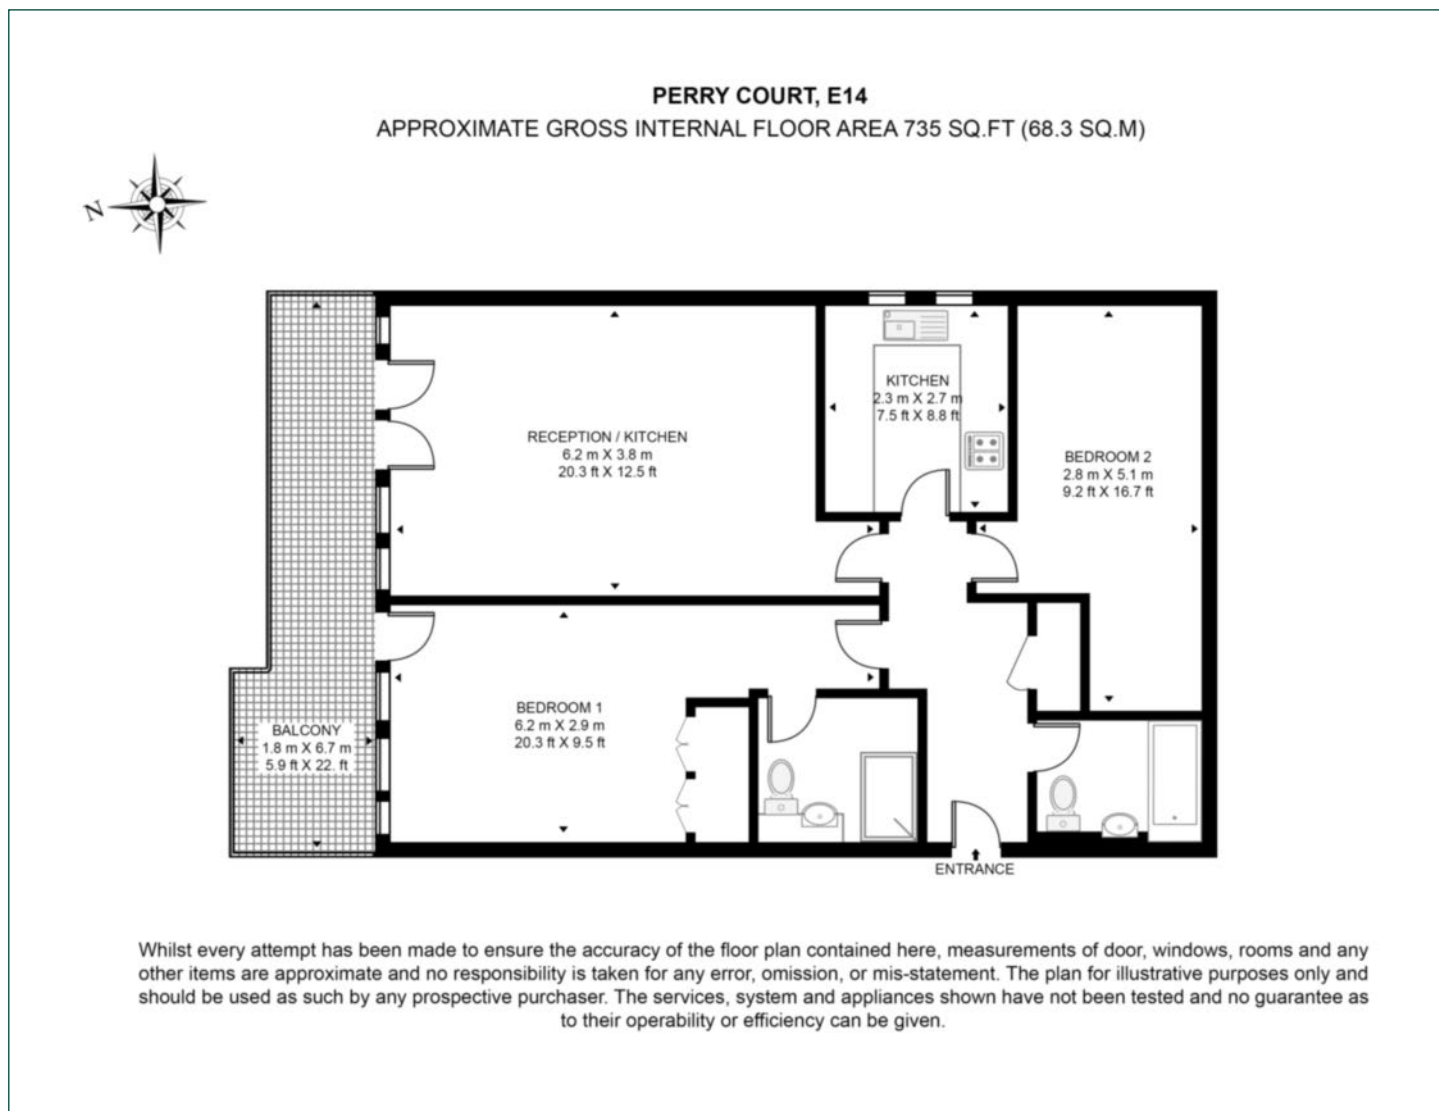 PERRY COURT, E14
APPROXIMATE GROSS INTERNAL FLOOR AREA 735 SQ.FT (68.3 SQ.M)
N
KITCHEN
2.3 m X 2.7 m
7.5 ft X 8.8 ft
RECEPTION / KITCHEN
6.2 m X 3.8 m
20.3 ft X 12.5 ft
BEDROOM 2
2.8 m X 5.1 m
9.2 ft X 16.7 ft
BEDROOM 1
6.2 m X 2.9 m
20.3 ft X 9.5 ft
BALCONY
1.8 m X 6.7 m
5.9 ft X 22. ft
ENTRANCE
Whilst every attempt has been made to ensure the accuracy of the floor plan contained here, measurements of door, windows, rooms and any
other items are approximate and no responsibility is taken for any error, omission, or mis-statement. The plan for illustrative purposes only and
should be used as such by any prospective purchaser. The services, system and appliances shown have not been tested and no guarantee as
to their operability or efficiency can be given.